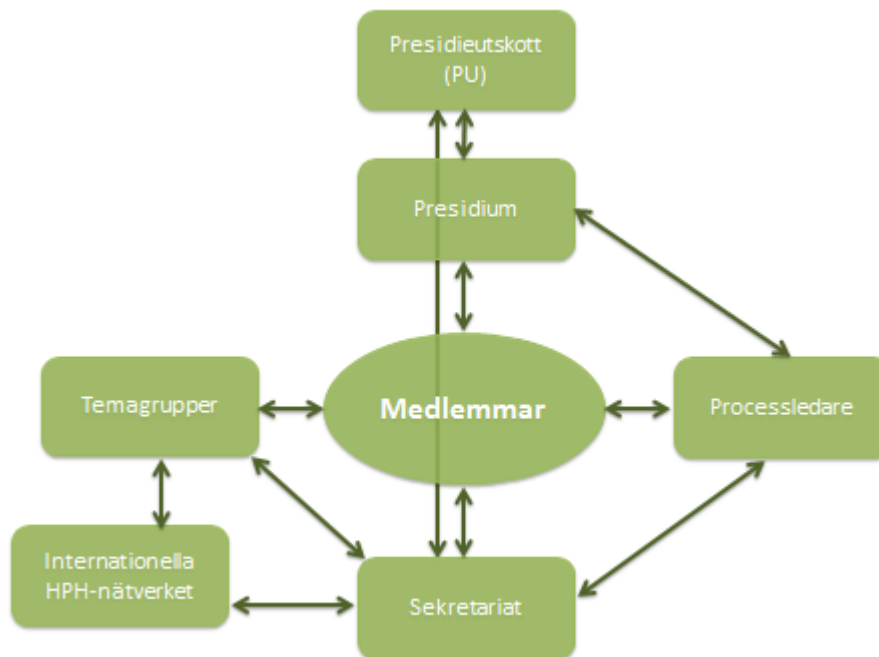 Presidieutskott
(PU)
Presidium
Medlemmar
Temagrupper
Processledare
Internationella
HPH-nätverket
Sekretariat